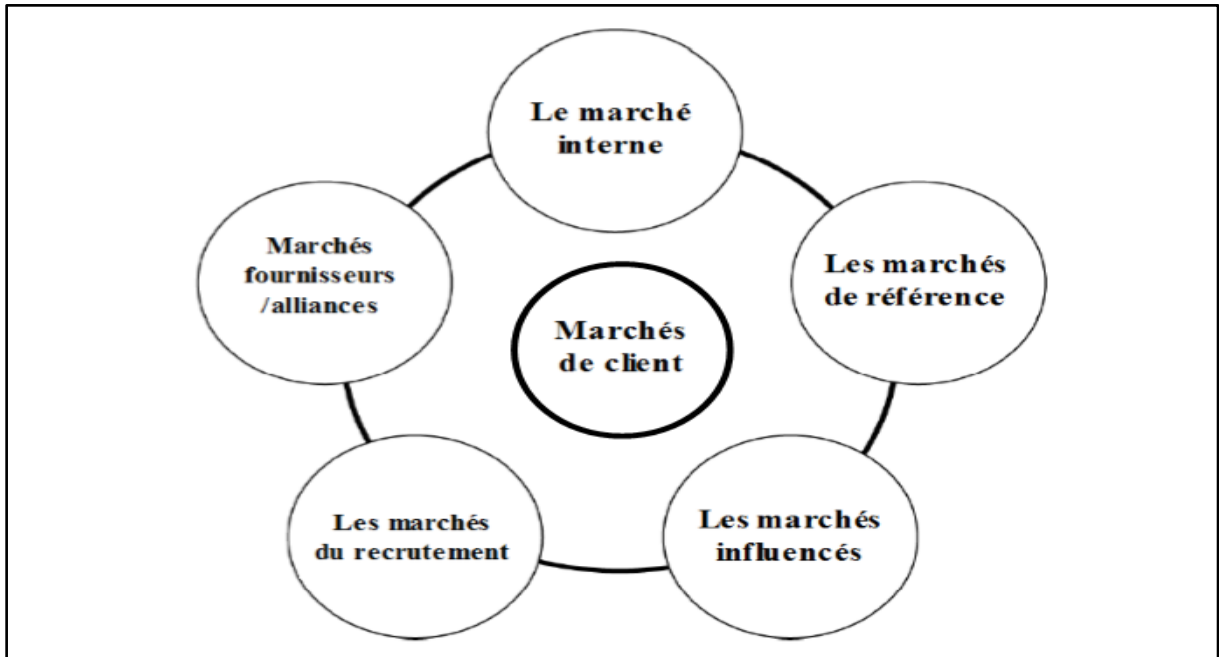 Le marché
interne
Marchés
fournisseurs
/alliances
Les marchés
de référence
Marchés
de client
Les marchés
du recrutement
Les marchés
influencés